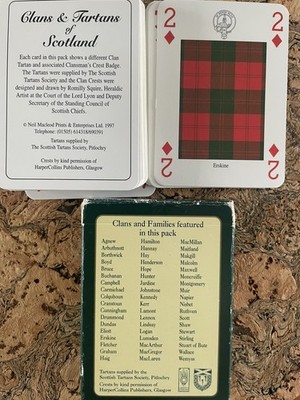 Clans & Tartans
of
Scotland
Each card in this pack shows a different Clan
Tartan and associated Clansman's Crest Badge.
The Tartans were supplied by The Scottish
Tartans Society and the Clan Crests were
designed and drawn by Romilly Squire, Heraldic
Artist at the Court of the Lord Lyon and Deputy
Secretary of the Standing Council of
Scottish Chiefs.
© Neil Macleod Prints & Enterprises Ltd. 1997
Tartans supplied by
The Scottish Tartans Society, Pitlochry
Crests by kind permission of
HarperCollins Publishers, Glasgow
2
2
Erskine
2
2
Clans and Families featured
in this pack
Agnew Hamilton MacMillan
Arbuthnott Hannay Maitland
Borthwick Hay Makgill
Boyd Henderson Malcolm
Bruce Hope Maxwell
Buchanan Hunter Moncreiffe
Campbell Jardine Montgomery
Carmichael Johnstone Muir
Colquhoun Kennedy Napier
Cranstoun Kerr Nisbet
Cunningham Lamont Ruthven
Drummond Lennox Scott
Dundas Lindsay Shaw
Eliott Logan Stewart
Erskine Lumsden Stirling
Fletcher MacArthur Stuart of Bute
Graham MacGregor Wallace
Haig MacLaren Wemyss
Tartans supplied by the
Scottish Tartans Society, Pitlochry
Crests by kind permission of
HarperCollins Publishers, Glasgow